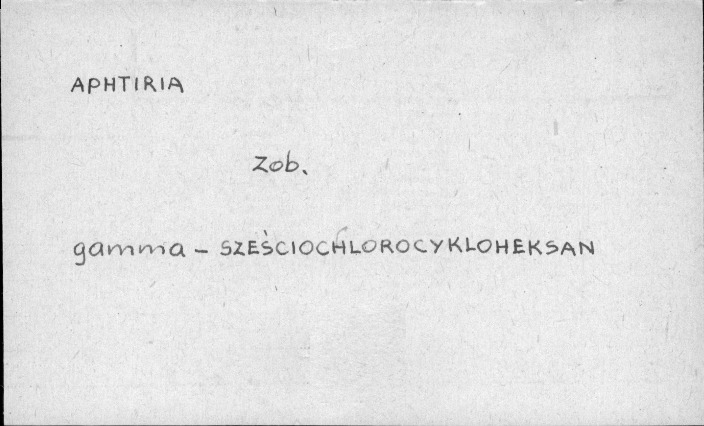 APHTIRIA
Zob.
gamma - SZEŚCIOCHLOROCYKLOHEKSAN